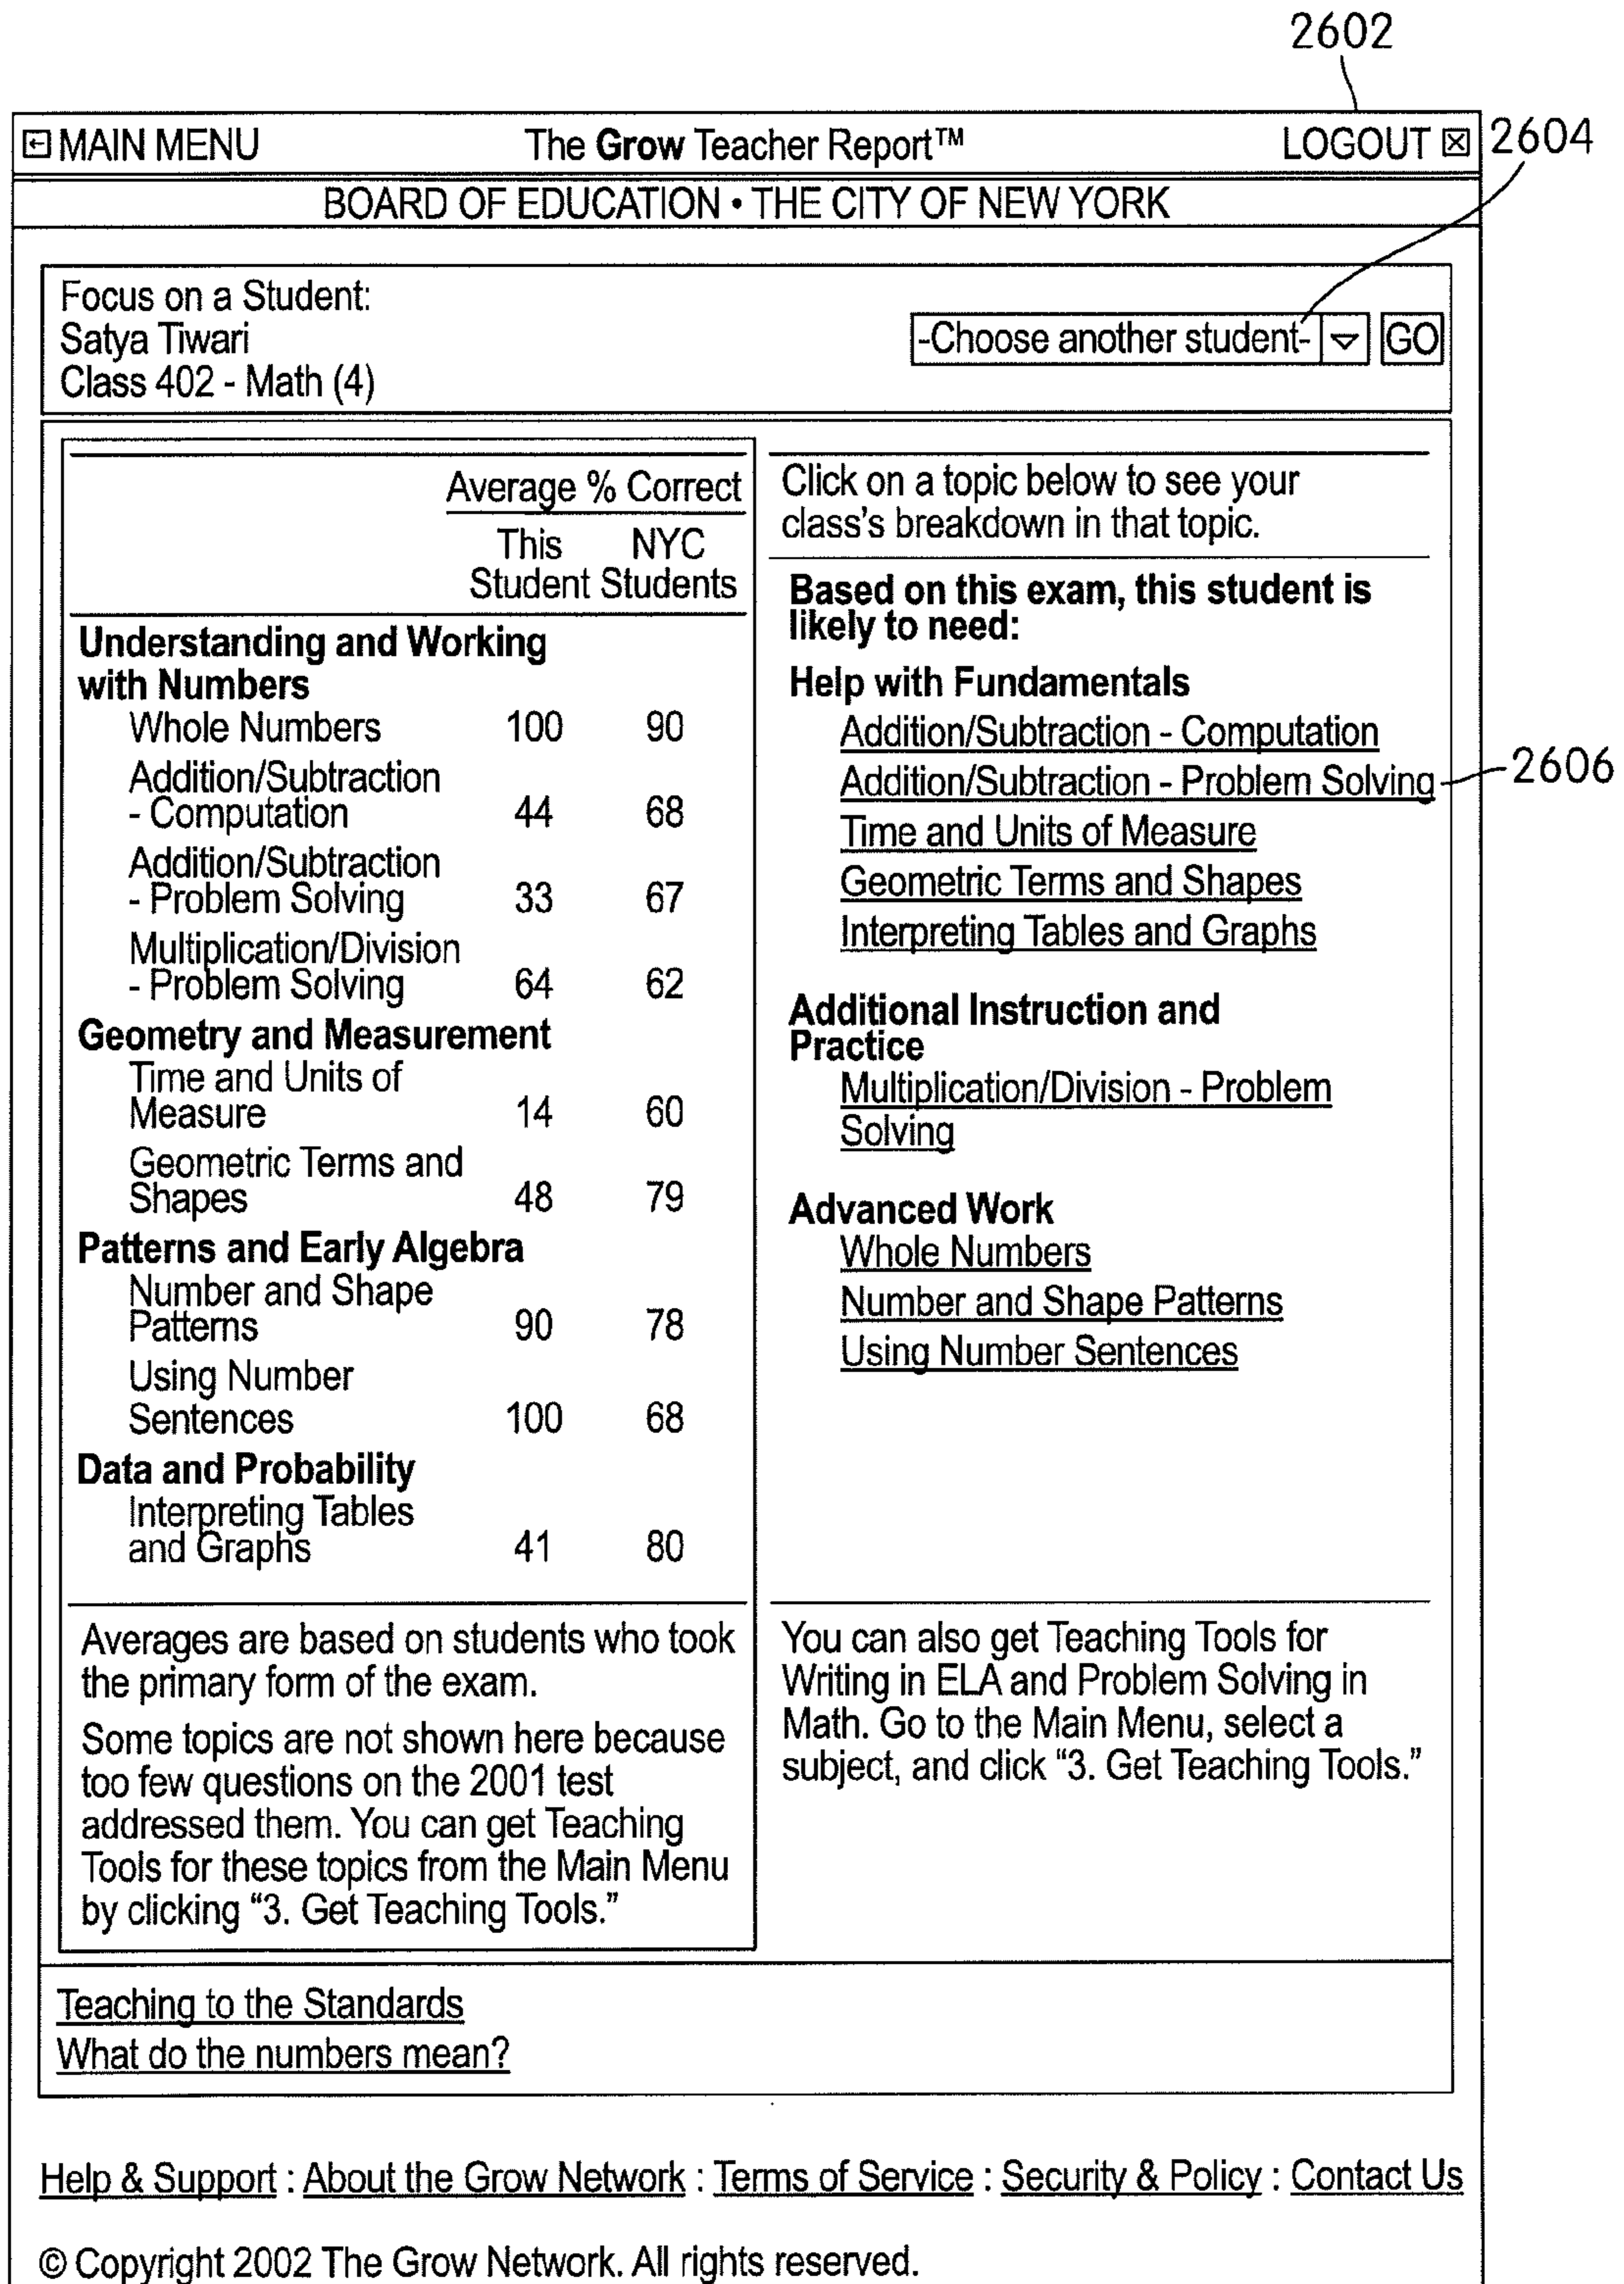 2602
MAIN MENU The Grow Teacher Report™ LOGOUT
2604
BOARD OF EDUCATION • THE CITY OF NEW YORK
Focus on a Student:
Satya Tiwari
Class 402 - Math (4)
-Choose another student- GO
Average % Correct
This NYC
Student Students
Understanding and Working
with Numbers
Whole Numbers 100 90
Addition/Subtraction
- Computation 44 68
Addition/Subtraction
- Problem Solving 33 67
Multiplication/Division
- Problem Solving 64 62
Geometry and Measurement
Time and Units of
Measure 14 60
Geometric Terms and
Shapes 48 79
Patterns and Early Algebra
Number and Shape
Patterns 90 78
Using Number
Sentences 100 68
Data and Probability
Interpreting Tables
and Graphs 41 80
Averages are based on students who took
the primary form of the exam.
Some topics are not shown here because
too few questions on the 2001 test
addressed them. You can get Teaching
Tools for these topics from the Main Menu
by clicking “3. Get Teaching Tools.”
Click on a topic below to see your
class's breakdown in that topic.
Based on this exam, this student is
likely to need:
Help with Fundamentals
Addition/Subtraction - Computation
Addition/Subtraction - Problem Solving
2606
Time and Units of Measure
Geometric Terms and Shapes
Interpreting Tables and Graphs
Additional Instruction and
Practice
Multiplication/Division - Problem
Solving
Advanced Work
Whole Numbers
Number and Shape Patterns
Using Number Sentences
You can also get Teaching Tools for
Writing in ELA and Problem Solving in
Math. Go to the Main Menu, select a
subject, and click “3. Get Teaching Tools.”
Teaching to the Standards
What do the numbers mean?
Help & Support : About the Grow Network : Terms of Service : Security & Policy : Contact Us
© Copyright 2002 The Grow Network. All rights reserved.